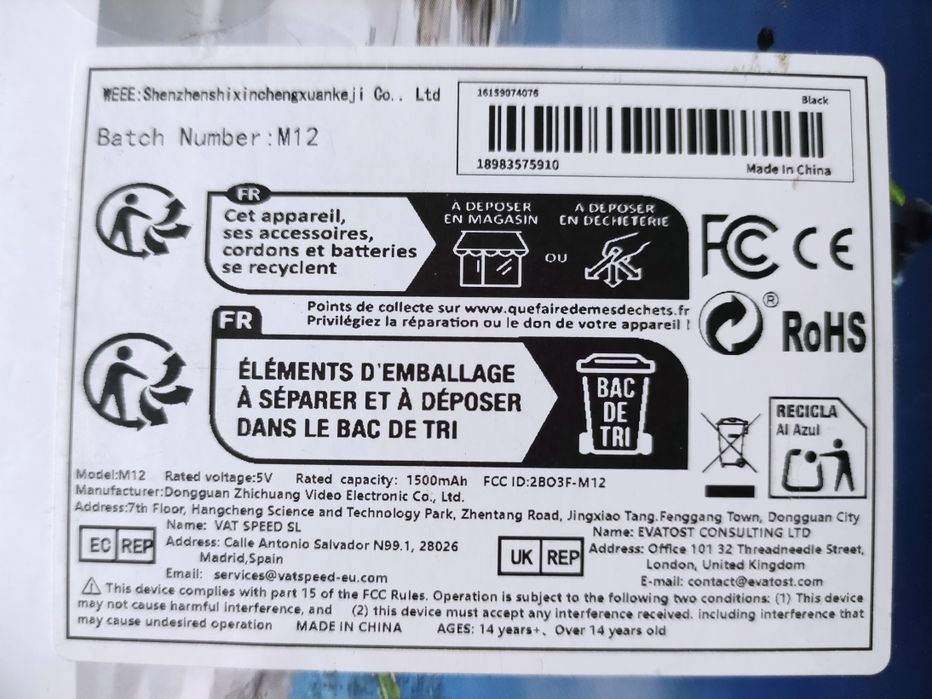 WEEE:Shenzhenshixinchengxuankeji Co.. Ltd
Batch Number:M12
16159074076
Black
18983575910
Made In China
FR
Cet appareil,
ses accessoires,
cordons et batteries
se recyclent
À DÉPOSER
EN MAGASIN
OU
À DÉPOSER
EN DÉCHÈTERIE
Points de collecte sur www.quefairedemesdechets.fr
Privilégiez la réparation ou le don de votre appareil !
FC CE
® RoHS
FR
ÉLÉMENTS D'EMBALLAGE
À SÉPARER ET À DÉPOSER
DANS LE BAC DE TRI
BAC
DE
TRI
RECICLA
Al Azul
Model:M12 Rated voltage:5V Rated capacity: 1500mAh FCC ID:2BO3F-M12
Manufacturer:Dongguan Zhichuang Video Electronic Co., Ltd.
Address:7th Floor, Hangcheng Science and Technology Park, Zhentang Road, Jingxiao Tang.Fenggang Town, Dongguan City
EC REP
Name: VAT SPEED SL
Address: Calle Antonio Salvador N99.1, 28026
Madrid,Spain
Email: services@vatspeed-eu.com
UK REP
Name: EVATOST CONSULTING LTD
Address: Office 101 32 Threadneedle Street,
London, United Kingdom
E-mail: contact@evatost.com
This device complies with part 15 of the FCC Rules. Operation is subject to the following two conditions: (1) This device
may not cause harmful interference, and (2) this device must accept any interference received. including interference that
may cause undesired operation MADE IN CHINA AGES: 14 years+、Over 14 years old